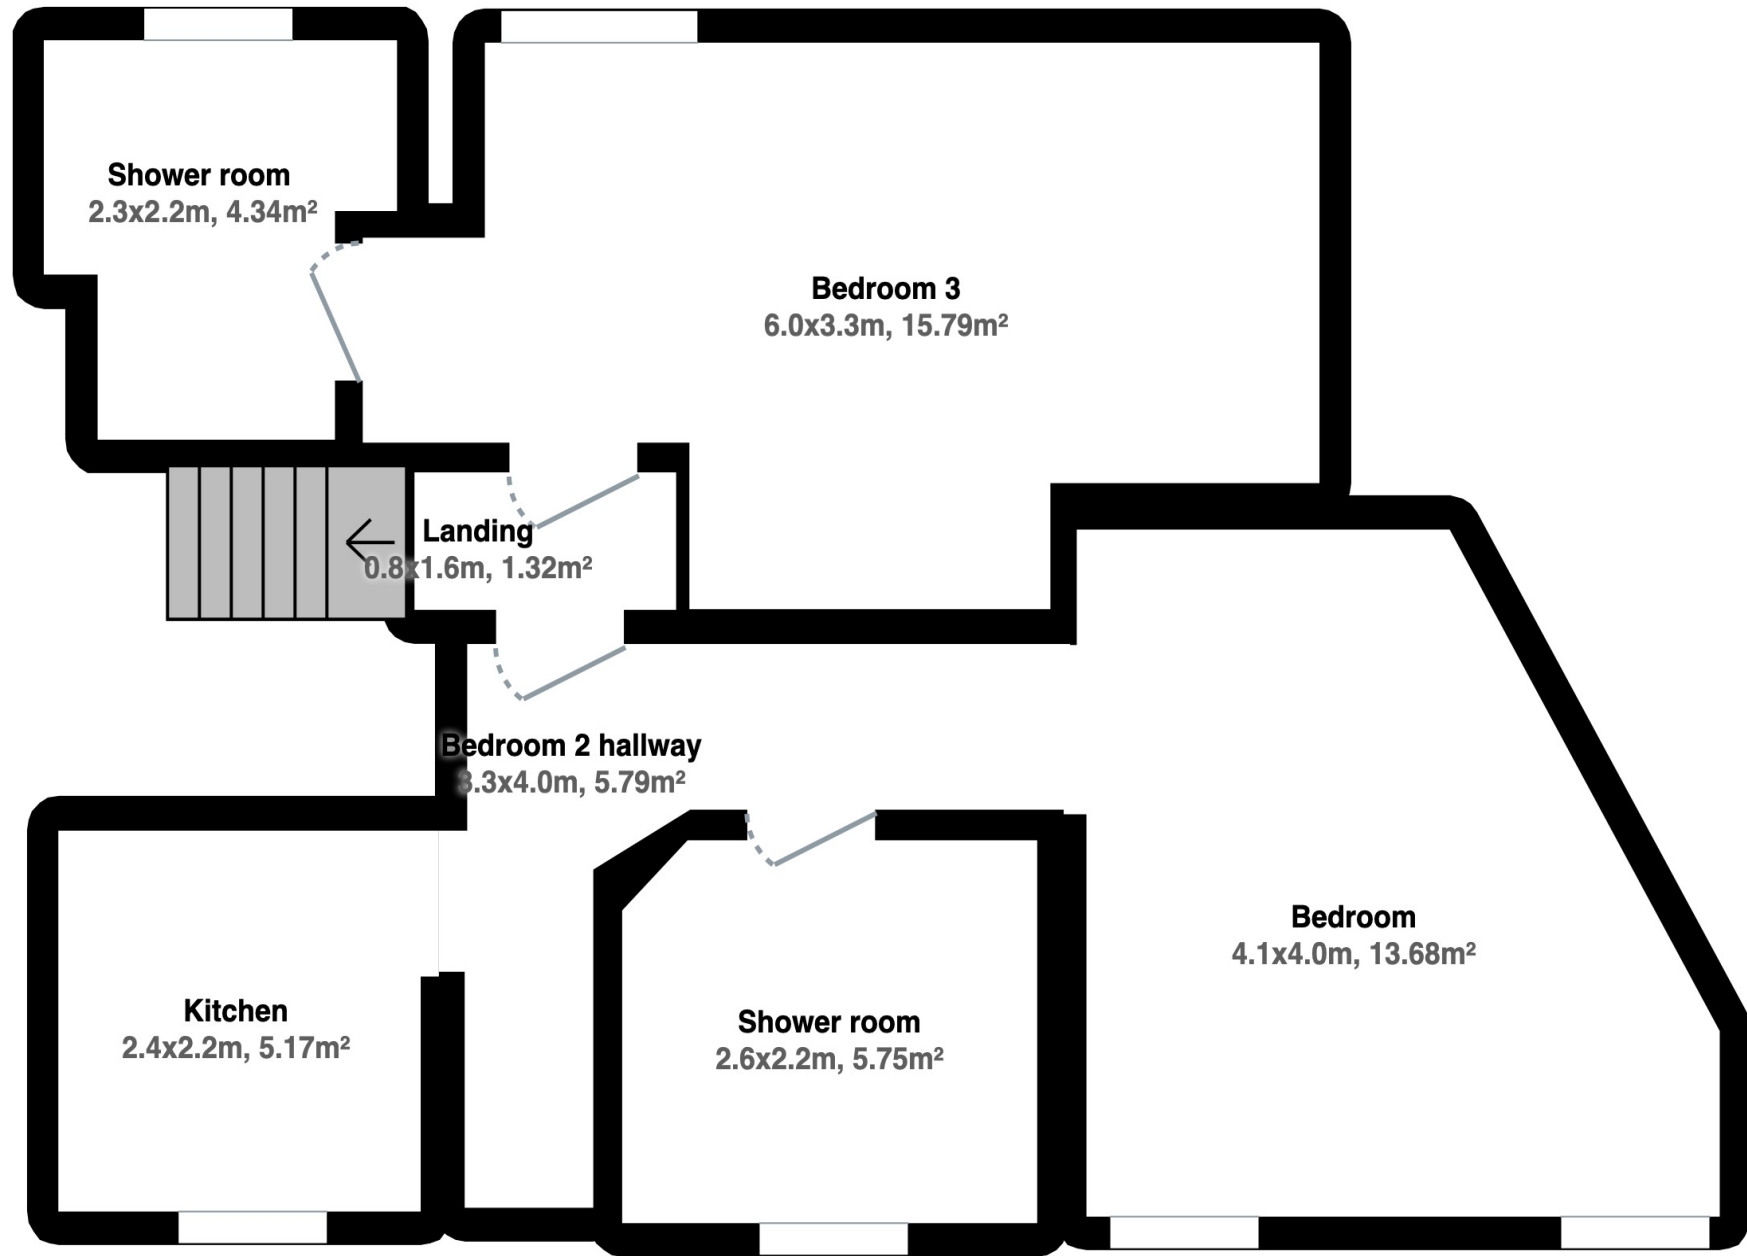 Shower room
2.3x2.2m, 4.34m²
Bedroom 3
6.0x3.3m, 15.79m²
Landing
0.8x1.6m, 1.32m²
Bedroom 2 hallway
3.3x4.0m, 5.79m²
Bedroom
4.1x4.0m, 13.68m²
Kitchen
2.4x2.2m, 5.17m²
Shower room
2.6x2.2m, 5.75m²